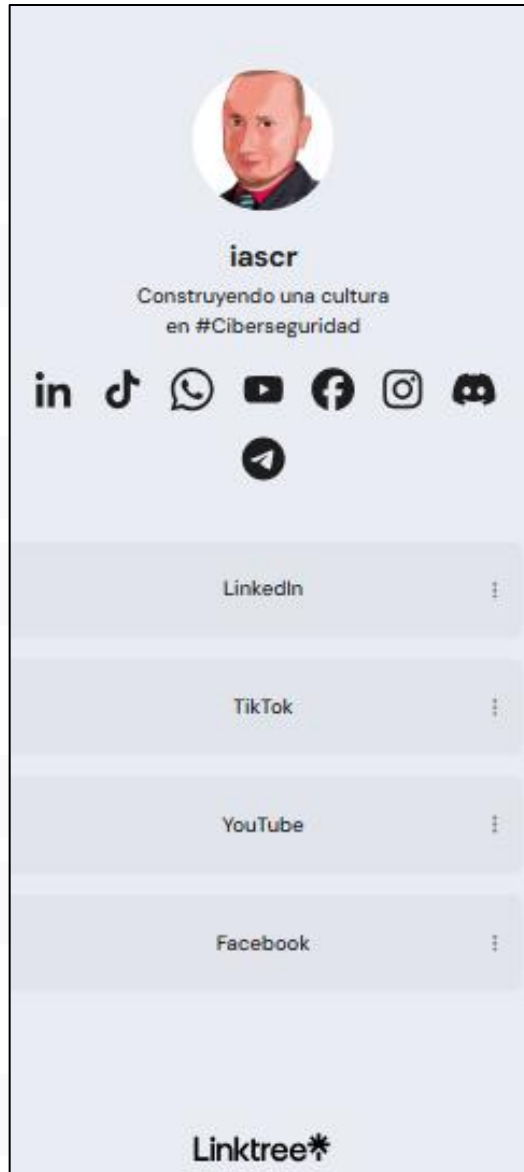 iascr
Construyendo una cultura
en #Ciberseguridad
in
LinkedIn
TikTok
YouTube
Facebook
Linktree